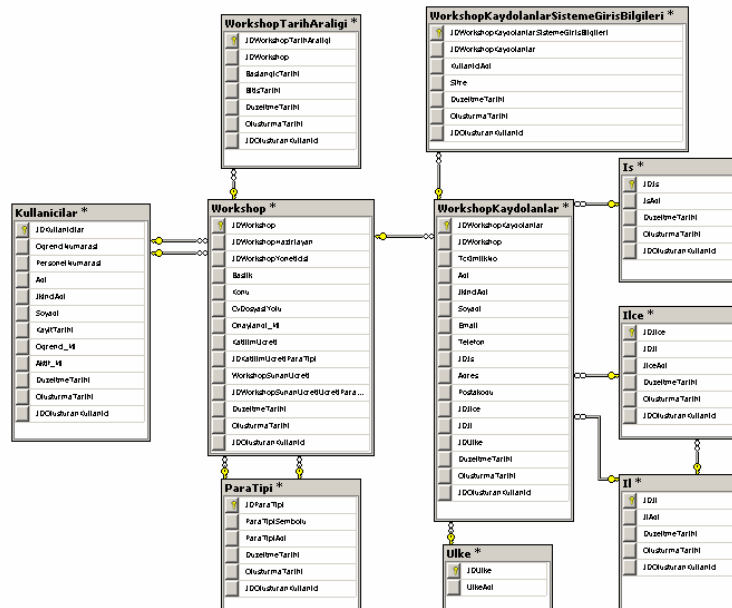 WorkshopTarihAraligi *
IDWorkshopTarihAraligi
IDWorkshop
BaslangicTarihi
BitisTarihi
DuzeltmeTarihi
OlusturmaTarihi
IDOlusturanKullanici
WorkshopKaydolanlarSistemeGirisBilgileri *
IDWorkshopKaydolanlarSistemeGirisBilgileri
IDWorkshopKaydolanlar
KullaniciAdi
Sifre
DuzeltmeTarihi
OlusturmaTarihi
IDOlusturanKullanici
Kullanicilar *
IDKullanicilar
OgrenciNumarasi
PersonelNumarasi
Adi
IkinciAdi
Soyadi
KayitTarihi
Ogrenci_Mi
Aktif_Mi
DuzeltmeTarihi
OlusturmaTarihi
IDOlusturanKullanici
Workshop *
IDWorkshop
IDWorkshopHazirlayan
IDWorkshopYoneticisi
Baslik
Konu
CvDosyasiYolu
Onaylandi_Mi
KatilimUcreti
IDKatilimUcretiParaTipi
WorkshopSunanUcreti
IDWorkshopSunanUcretiUcretiPara...
DuzeltmeTarihi
OlusturmaTarihi
IDOlusturanKullanici
WorkshopKaydolanlar *
IDWorkshopKaydolanlar
IDWorkshop
TcKimlikNo
Adi
IkinciAdi
Soyadi
Email
Telefon
IDIs
Adres
PostaKodu
IDIlce
IDIl
IDUlke
DuzeltmeTarihi
OlusturmaTarihi
IDOlusturanKullanici
Is *
IDIs
IsAdi
DuzeltmeTarihi
OlusturmaTarihi
IDOlusturanKullanici
Ilce *
IDIlce
IDIl
IlceAdi
DuzeltmeTarihi
OlusturmaTarihi
IDOlusturanKullanici
Il *
IDIl
IlAdi
DuzeltmeTarihi
OlusturmaTarihi
IDOlusturanKullanici
ParaTipi *
IDParaTipi
ParaTipiSembolu
ParaTipiAdi
DuzeltmeTarihi
OlusturmaTarihi
IDOlusturanKullanici
Ulke *
IDUlke
UlkeAdi